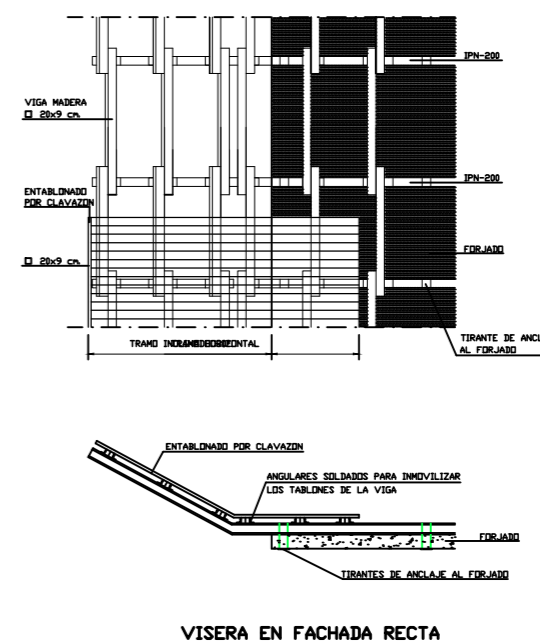 IPN-200
VIGA MADERA
□ 20x9 cm.
IPN-200
ENTABLONADO
POR CLAVAZON
FORJADO
□ 20x9 cm.
TIRANTE DE ANCL
AL FORJADO
TRAMO HORIZONTAL
ENTABLONADO POR CLAVAZON
ANGULARES SOLDADOS PARA INMOVILIZAR
LOS TABLONES DE LA VIGA
FORJADO
TIRANTES DE ANCLAJE AL FORJADO
VISERA EN FACHADA RECTA